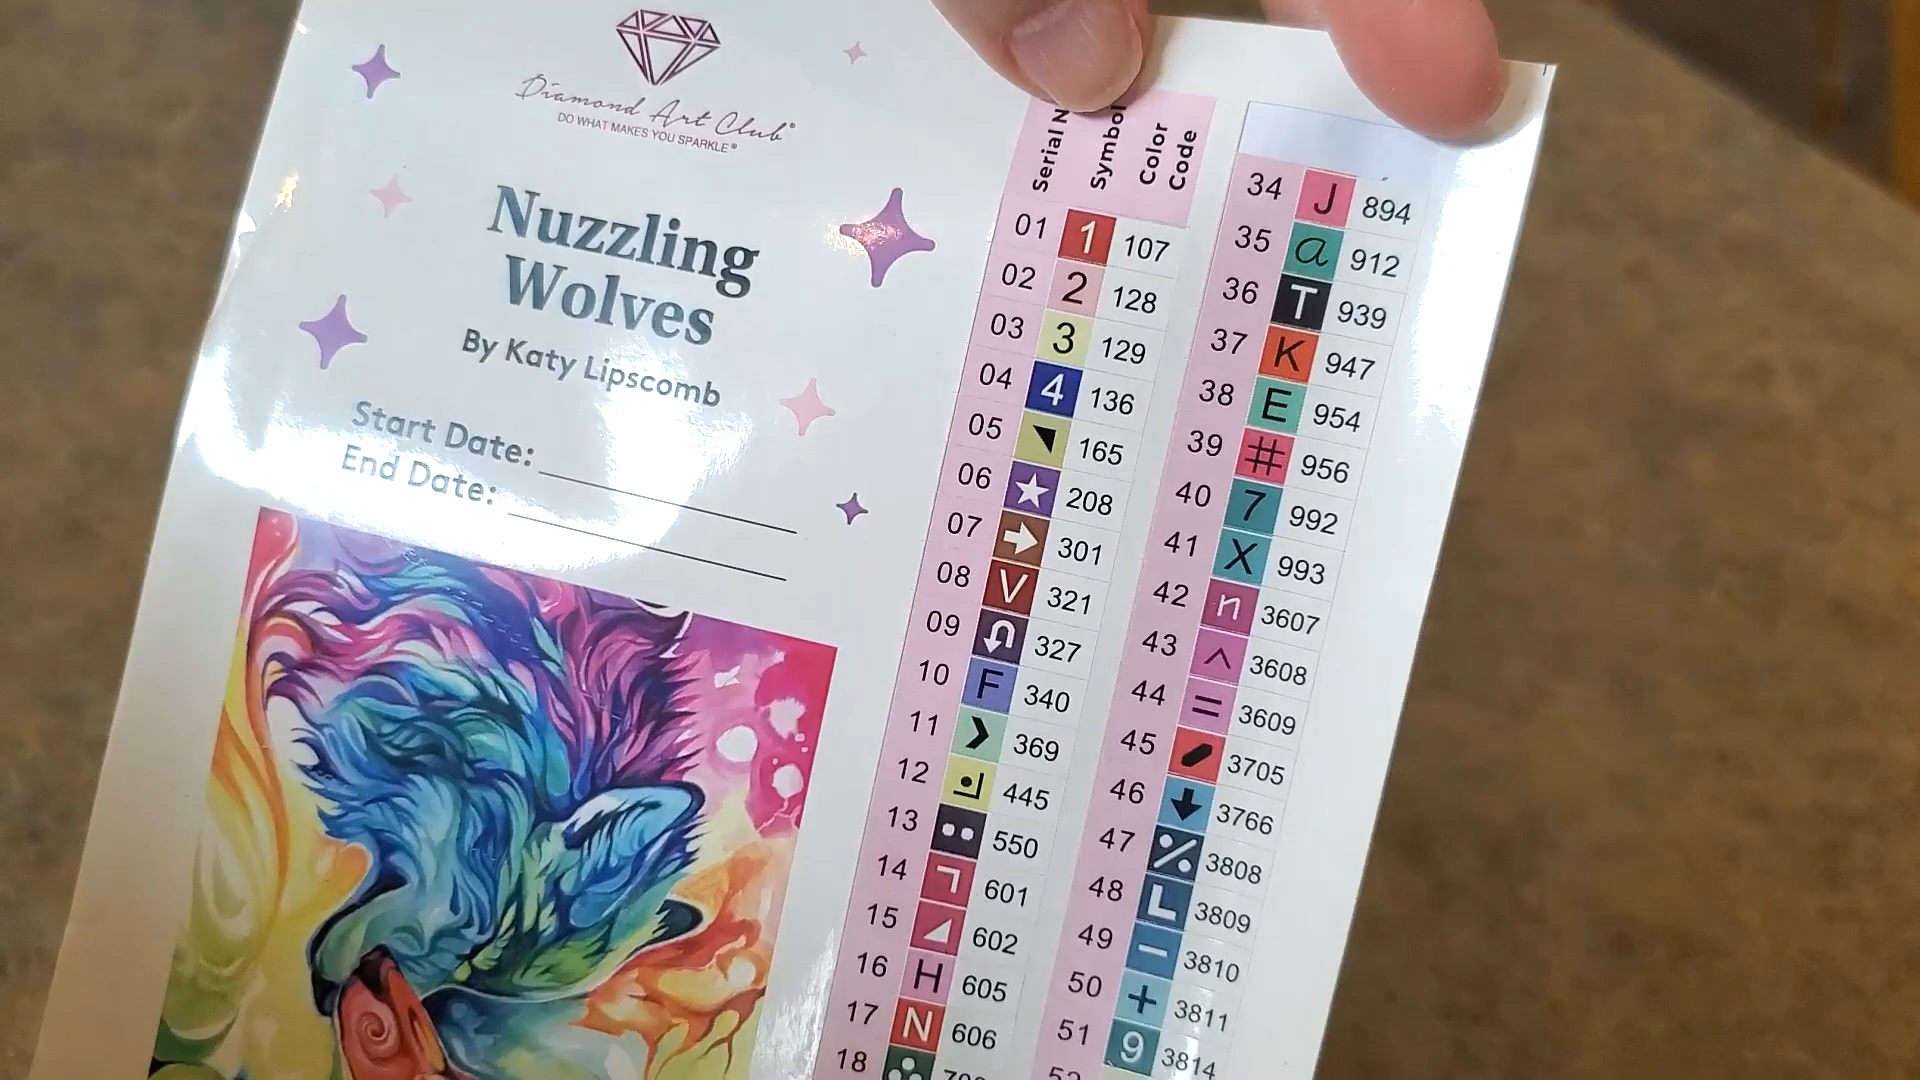 Diamond Art Club®
DO WHAT MAKES YOU SPARKLE®
Nuzzling
Wolves
By Katy Lipscomb
Start Date:
End Date:
Serial Symbol Color Code
01 1 107
02 2 128
03 3 129
04 4 136
05 165
06 ★ 208
07 301
08 V 321
09 327
10 F 340
11 369
12 445
13 550
14 601
15 602
16 H 605
17 N 606
18
34 J 894
35 a 912
36 T 939
37 K 947
38 E 954
39 # 956
40 7 992
41 X 993
42 n 3607
43 ^ 3608
44 = 3609
45 3705
46 3766
47 % 3808
48 L 3809
49 − 3810
50 + 3811
51 9 3814
52